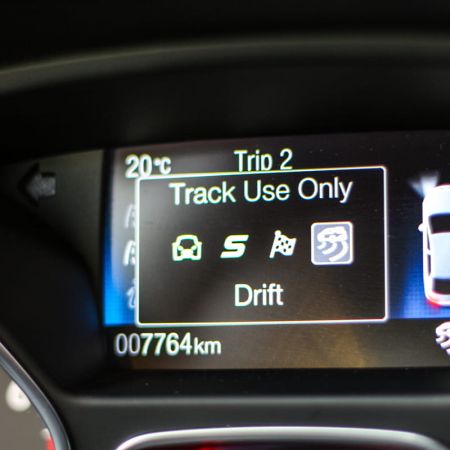 20°C Trip 2
Track Use Only
S
Drift
007764km